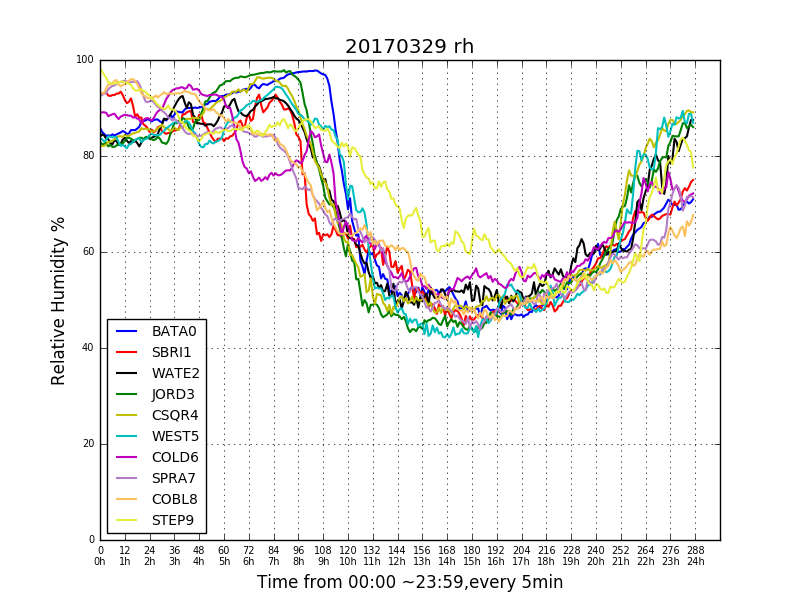 20170329 rh
Relative Humidity %
100
80
60
40
20
0
BATA0
SBRI1
WATE2
JORD3
CSQR4
WEST5
COLD6
SPRA7
COBL8
STEP9
0 12 24 36 48 60 72 84 96 108 120 132 144 156 168 180 192 204 216 228 240 252 264 276 288
0h 1h 2h 3h 4h 5h 6h 7h 8h 9h 10h 11h 12h 13h 14h 15h 16h 17h 18h 19h 20h 21h 22h 23h 24h
Time from 00:00 ~23:59,every 5min